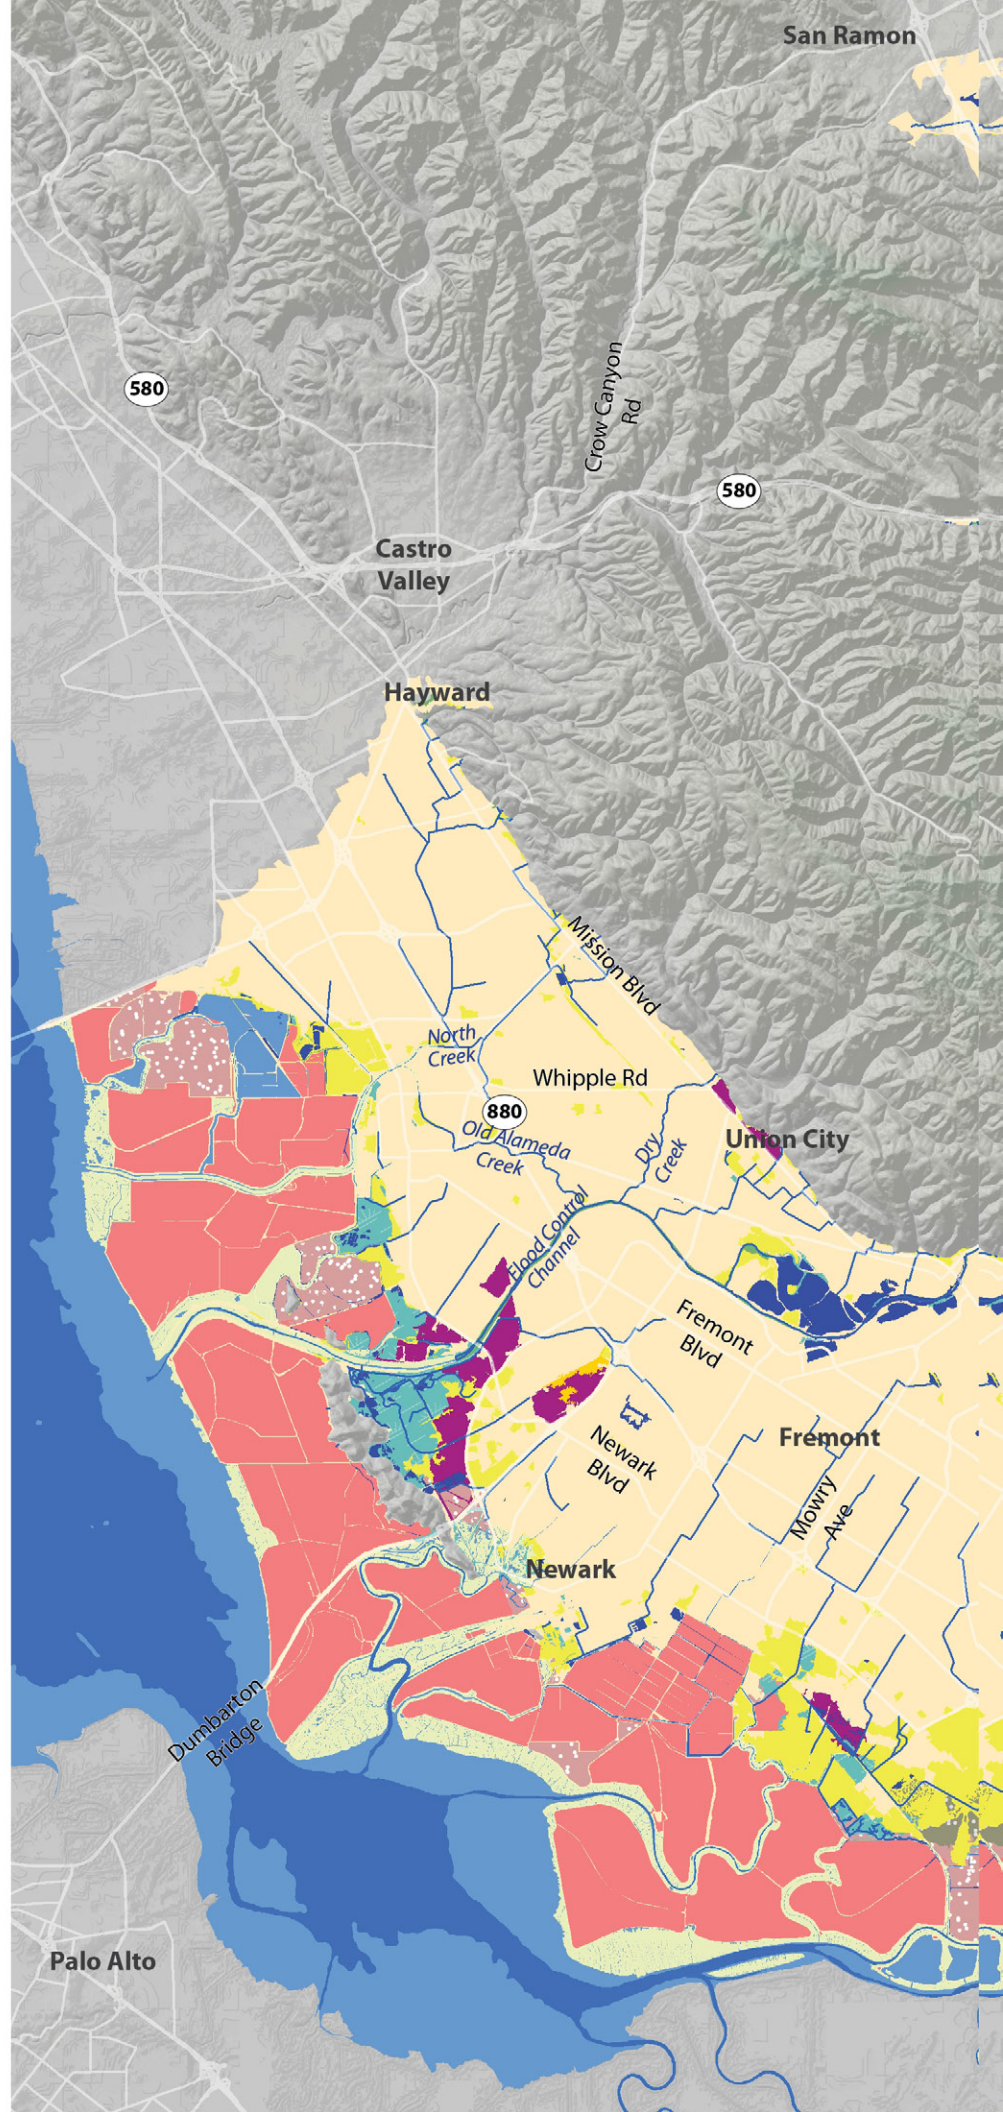 San Ramon
580
Crow Canyon
Rd
580
Castro
Valley
Hayward
Mission Blvd
North
Creek
Whipple Rd
880
Old Alameda
Creek
Dry
Creek
Union City
Flood Control
Channel
Fremont
Blvd
Newark
Blvd
Fremont
Mowry
Ave
Newark
Dumbarton
Bridge
Palo Alto